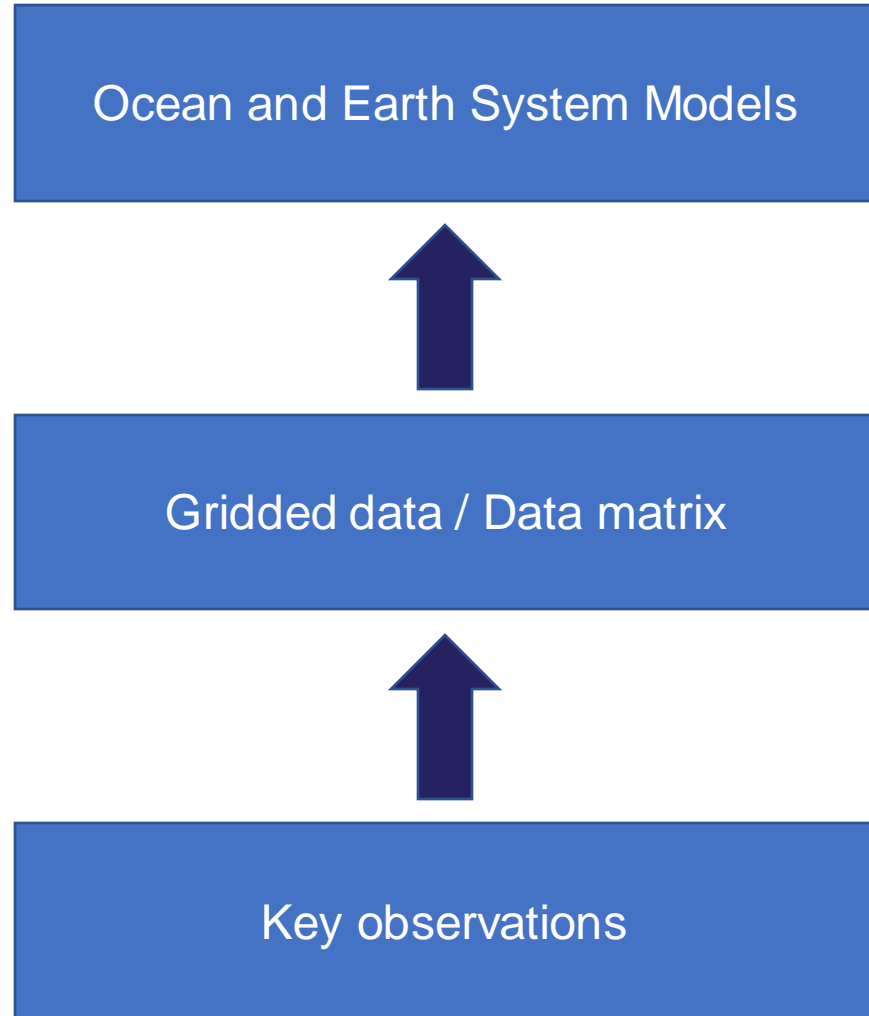 Ocean and Earth System Models
Gridded data / Data matrix
Key observations